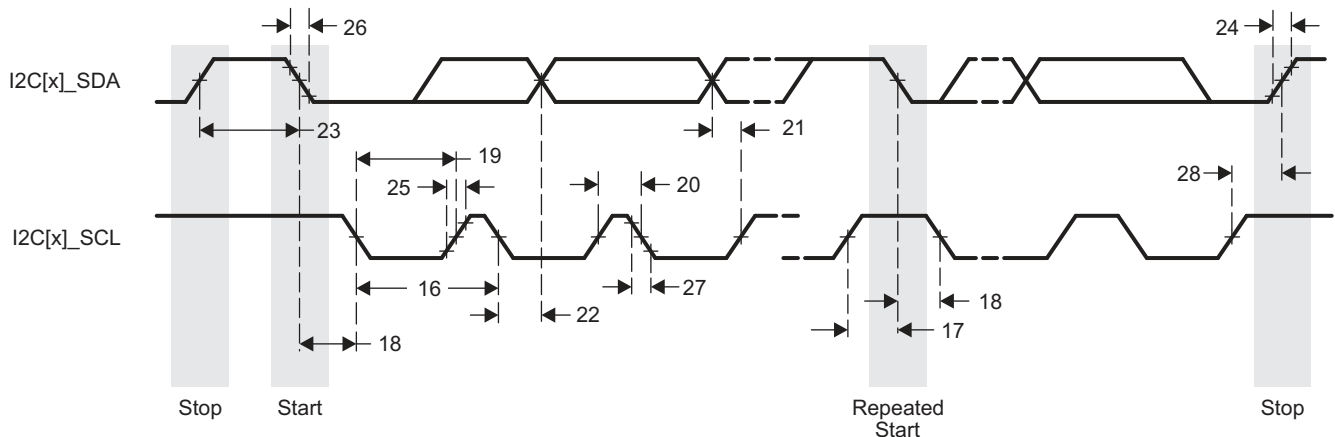 26
24
I2C[x]_SDA
23
21
19
28
25
20
I2C[x]_SCL
16
27
18
22
17
18
Stop
Start
Repeated
Start
Stop